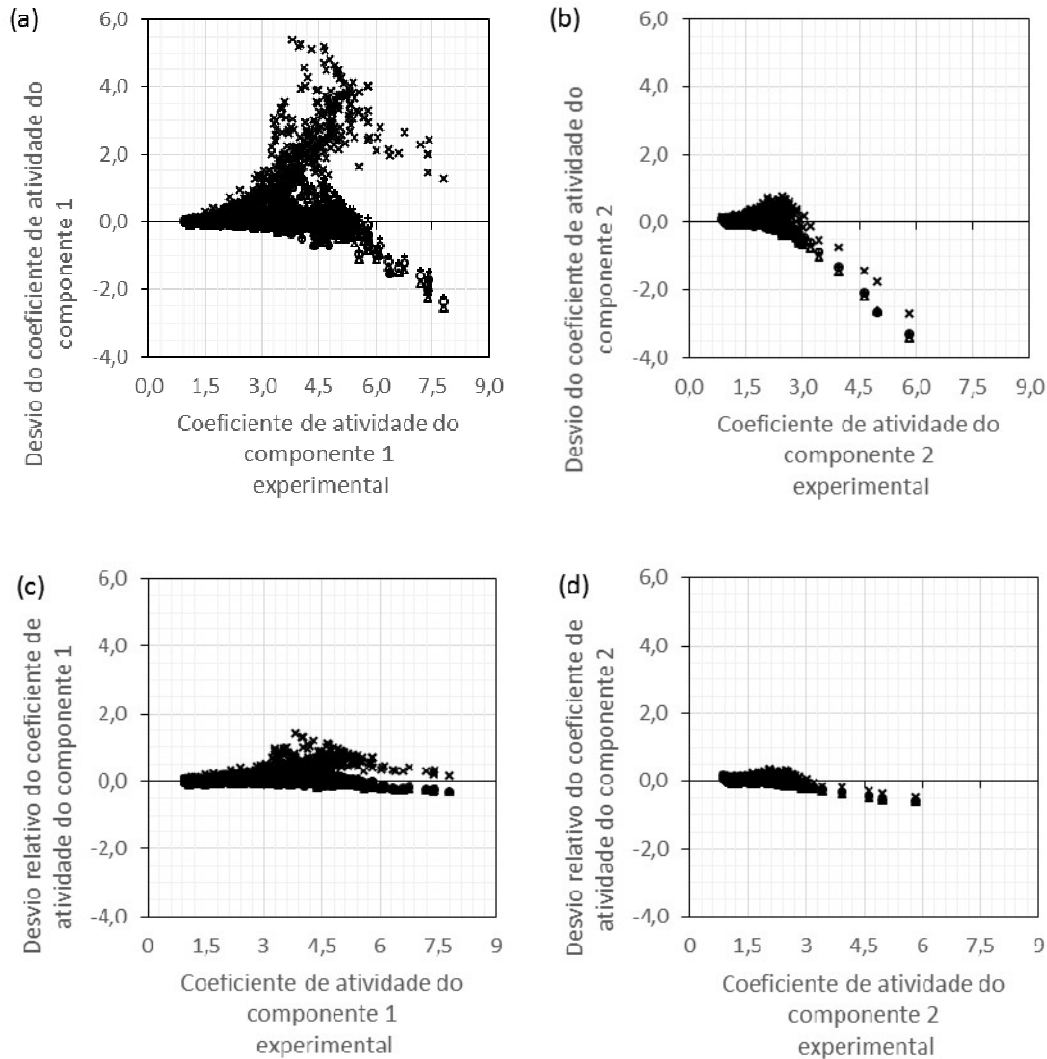 (a)
6,0
4,0
2,0
0,0
-2,0
-4,0
0,0 1,5 3,0 4,5 6,0 7,5 9,0
Desvio do coeficiente de atividade do
componente 1
Coeficiente de atividade do
componente 1
experimental
(b)
6,0
4,0
2,0
0,0
-2,0
-4,0
0,0 1,5 3,0 4,5 6,0 7,5 9,0
Desvio do coeficiente de atividade do
componente 2
Coeficiente de atividade do
componente 2
experimental
(c)
6,0
4,0
2,0
0,0
-2,0
-4,0
0 1,5 3 4,5 6 7,5 9
Desvio relativo do coeficiente de
atividade do componente 1
Coeficiente de atividade do
componente 1
experimental
(d)
6,0
4,0
2,0
0,0
-2,0
-4,0
0 1,5 3 4,5 6 7,5 9
Desvio relativo do coeficiente de
atividade do componente 2
Coeficiente de atividade do
componente 2
experimental